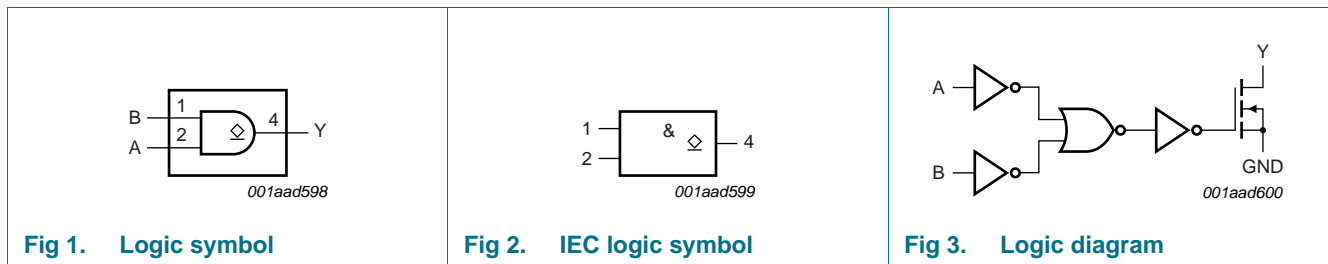 B 1 4 Y
A 2
001aad598
Fig 1. Logic symbol
1 & 4
2
001aad599
Fig 2. IEC logic symbol
Y
A
B
GND
001aad600
Fig 3. Logic diagram